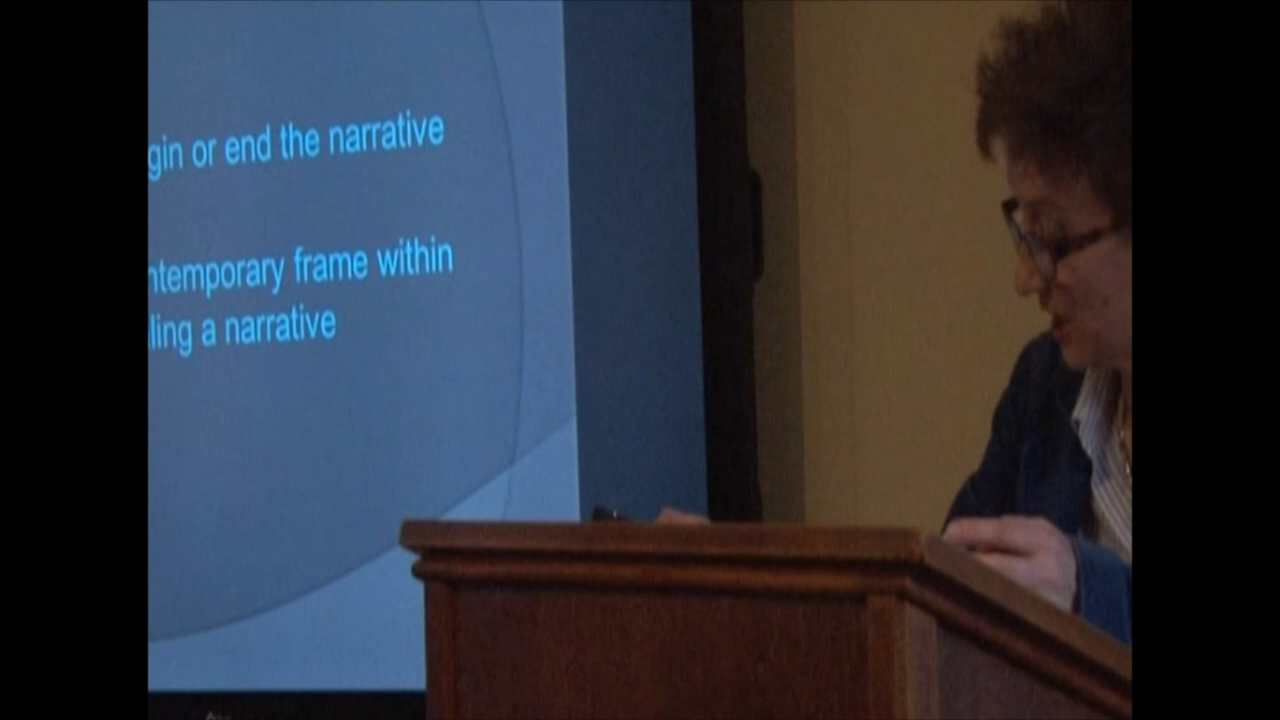 gin or end the narrative
ntemporary frame within
ling a narrative